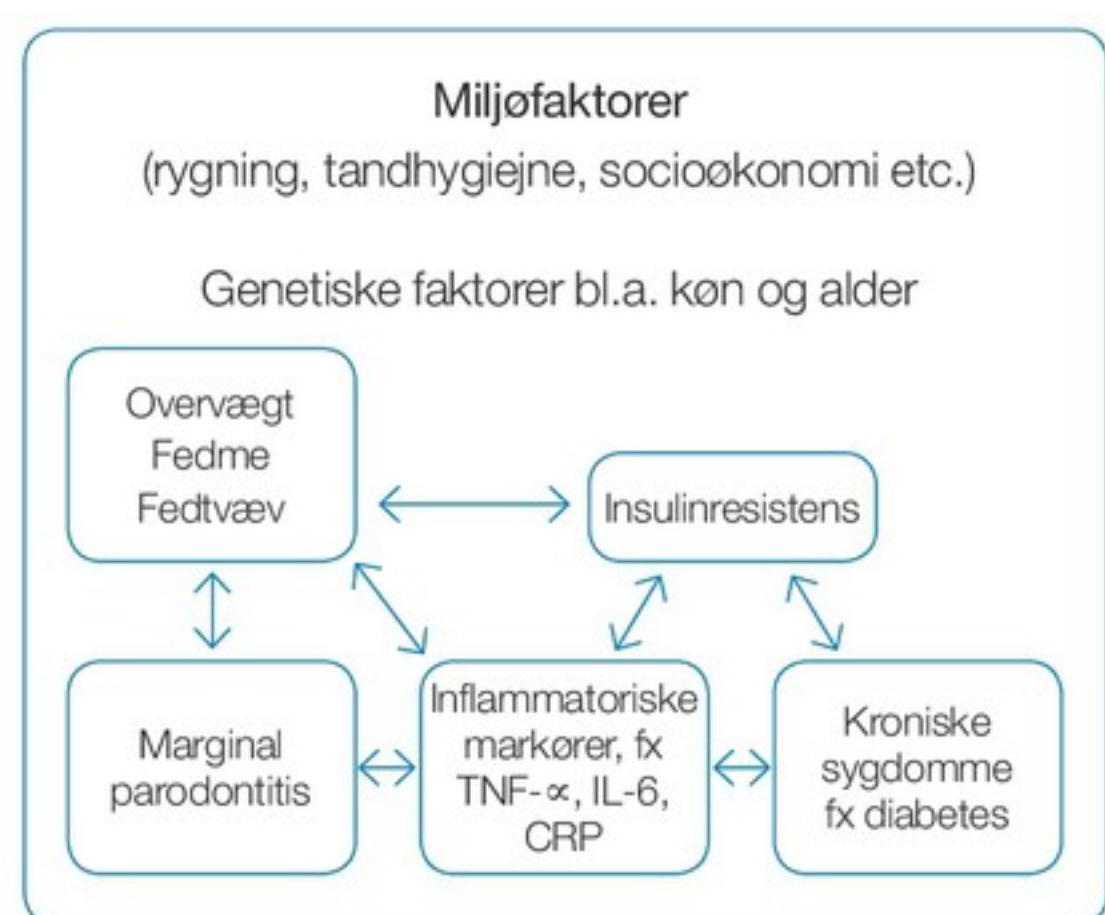 Miljøfaktorer
(rygning, tandhygiejne, socioøkonomi etc.)
Genetiske faktorer bl.a. køn og alder
Overvægt
Fedme
Fedtvæv
Insulinresistens
Marginal
parodontitis
Inflammatoriske
markører, fx
TNF-∝, IL-6,
CRP
Kroniske
sygdomme
fx diabetes